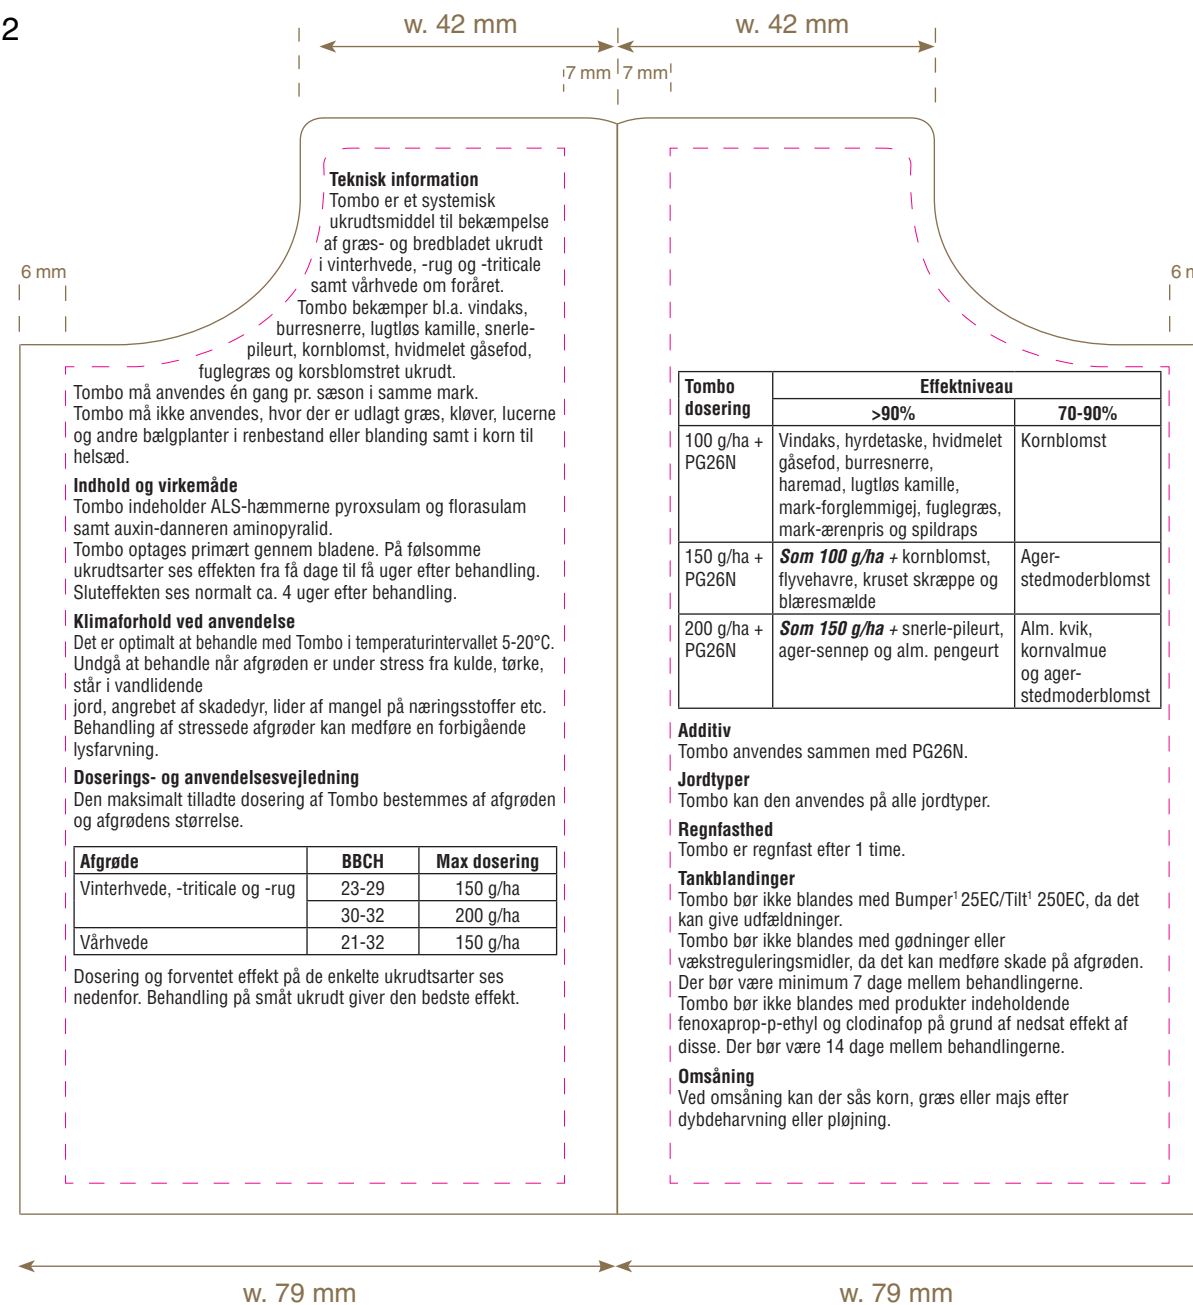 2
w. 42 mm
w. 42 mm
7 mm
7 mm
6 mm
6 m
Teknisk information
Tombo er et systemisk
ukrudtsmiddel til bekæmpelse
af græs- og bredbladet ukrudt
i vinterhvede, -rug og -triticale
samt vårhvede om foråret.
Tombo bekæmper bl.a. vindaks,
burresnerre, lugtløs kamille, snerle-
pileurt, kornblomst, hvidmelet gåsefod,
fuglegræs og korsblomstret ukrudt.
Tombo må anvendes én gang pr. sæson i samme mark.
Tombo må ikke anvendes, hvor der er udlagt græs, kløver, lucerne
og andre bælgplanter i renbestand eller blanding samt i korn til
helsæd.
Indhold og virkemåde
Tombo indeholder ALS-hæmmerne pyroxsulam og florasulam
samt auxin-danneren aminopyralid.
Tombo optages primært gennem bladene. På følsomme
ukrudtsarter ses effekten fra få dage til få uger efter behandling.
Sluteffekten ses normalt ca. 4 uger efter behandling.
Klimaforhold ved anvendelse
Det er optimalt at behandle med Tombo i temperaturintervallet 5-20°C.
Undgå at behandle når afgrøden er under stress fra kulde, tørke,
står i vandlidende
jord, angrebet af skadedyr, lider af mangel på næringsstoffer etc.
Behandling af stressede afgrøder kan medføre en forbigående
lysfarvning.
Doserings- og anvendelsesvejledning
Den maksimalt tilladte dosering af Tombo bestemmes af afgrøden
og afgrødens størrelse.
Afgrøde BBCH Max dosering
Vinterhvede, -triticale og -rug 23-29 150 g/ha
30-32 200 g/ha
Vårhvede 21-32 150 g/ha
Dosering og forventet effekt på de enkelte ukrudtsarter ses
nedenfor. Behandling på småt ukrudt giver den bedste effekt.
Tombo dosering Effektniveau
>90% 70-90%
100 g/ha + Vindaks, hyrdetaske, hvidmelet Kornblomst
PG26N gåsefod, burresnerre,
haremad, lugtløs kamille,
mark-forglemmigej, fuglegræs,
mark-ærenpris og spildraps
150 g/ha + Som 100 g/ha + kornblomst, Ager-
PG26N flyvehavre, kruset skræppe og stedmoderblomst
blæresmælde
200 g/ha + Som 150 g/ha + snerle-pileurt, Alm. kvik,
PG26N ager-sennep og alm. pengeurt kornvalmue
og ager-
stedmoderblomst
Additiv
Tombo anvendes sammen med PG26N.
Jordtyper
Tombo kan den anvendes på alle jordtyper.
Regnfasthed
Tombo er regnfast efter 1 time.
Tankblandinger
Tombo bør ikke blandes med Bumper¹ 25EC/Tilt¹ 250EC, da det
kan give udfældninger.
Tombo bør ikke blandes med gødninger eller
vækstreguleringsmidler, da det kan medføre skade på afgrøden.
Der bør være minimum 7 dage mellem behandlingerne.
Tombo bør ikke blandes med produkter indeholdende
fenoxaprop-p-ethyl og clodinafop på grund af nedsat effekt af
disse. Der bør være 14 dage mellem behandlingerne.
Omsåning
Ved omsåning kan der sås korn, græs eller majs efter
dybdeharvning eller pløjning.
w. 79 mm
w. 79 mm